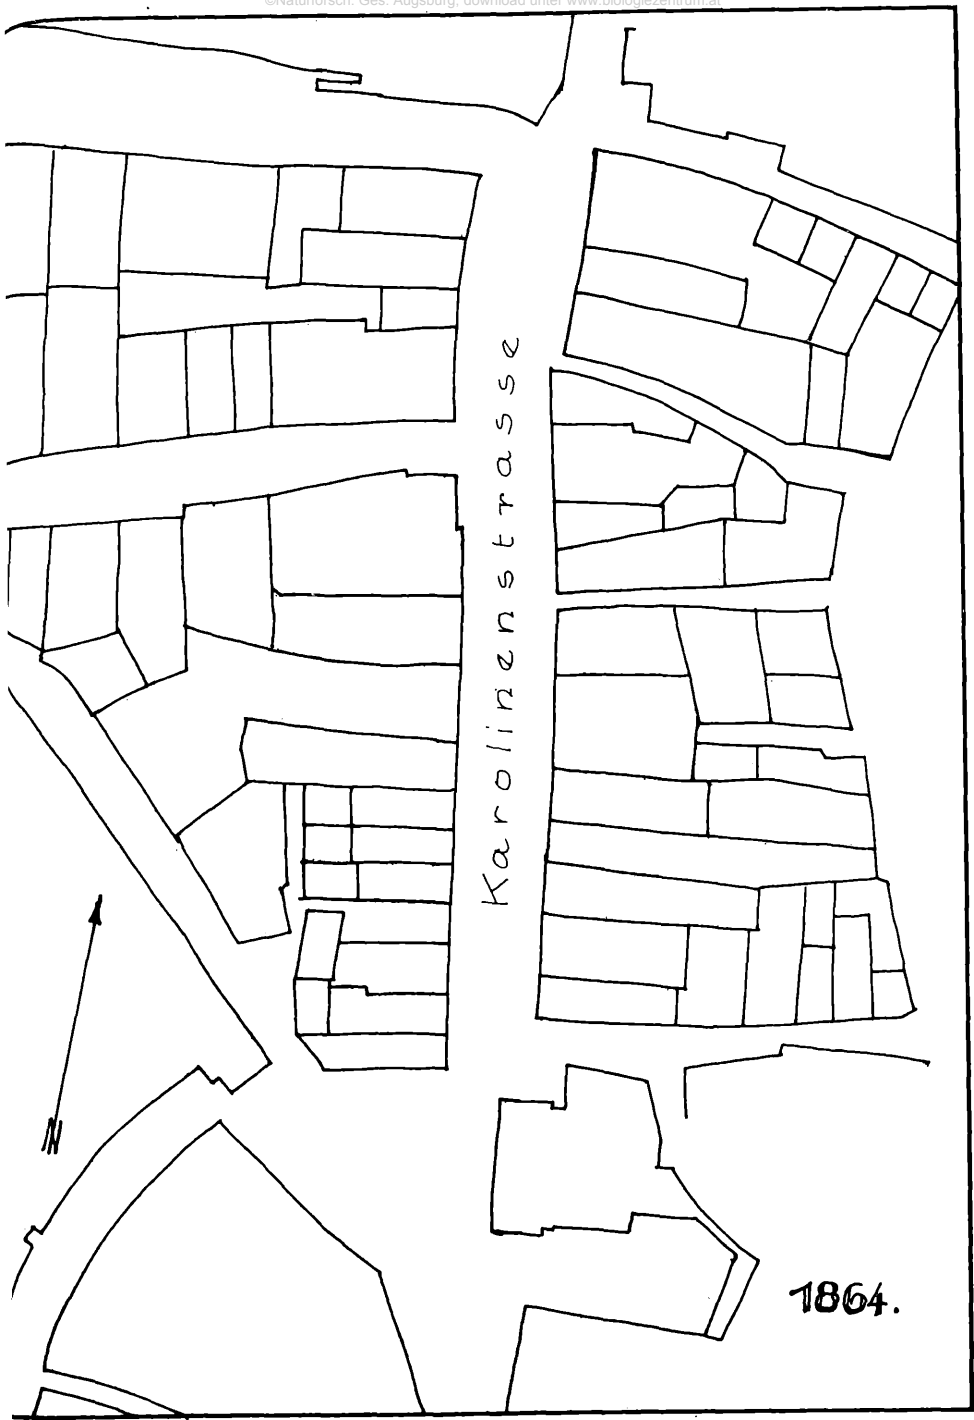 ©Naturforsch. Ges. Augsburg; download unter www.biologiezentrum.at
Karolinenstrasse
N
1864.